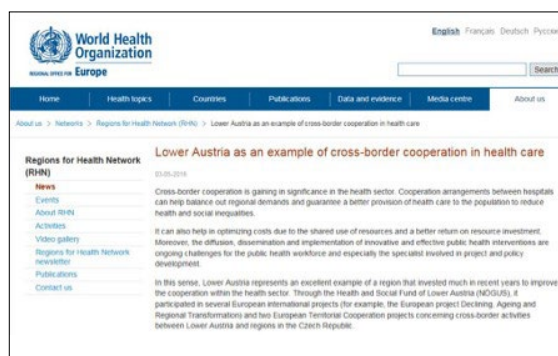 World Health
Organization
REGIONAL OFFICE FOR Europe
English Français Deutsch Русски
Search
Home Health topics Countries Publications Data and evidence Media centre About us
About us > Networks > Regions for Health Network (RHN) > Lower Austria as an example of cross-border cooperation in health care
Regions for Health Network
(RHN)
News
Events
About RHN
Activities
Video gallery
Regions for Health Network
newsletter
Publications
Contact us
Lower Austria as an example of cross-border cooperation in health care
03-05-2016
Cross-border cooperation is gaining in significance in the health sector. Cooperation arrangements between hospitals
can help balance out regional demands and guarantee a better provision of health care to the population to reduce
health and social inequalities.
It can also help in optimizing costs due to the shared use of resources and a better return on resource investment.
Moreover, the diffusion, dissemination and implementation of innovative and effective public health interventions are
ongoing challenges for the public health workforce and especially the specialist involved in project and policy
development.
In this sense, Lower Austria represents an excellent example of a region that invested much in recent years to improve
the cooperation within the health sector. Through the Health and Social Fund of Lower Austria (NÖGUS), it
participated in several European international projects (for example, the European project Declining, Ageing and
Regional Transformation) and two European Territorial Cooperation projects concerning cross-border activities
between Lower Austria and regions in the Czech Republic.